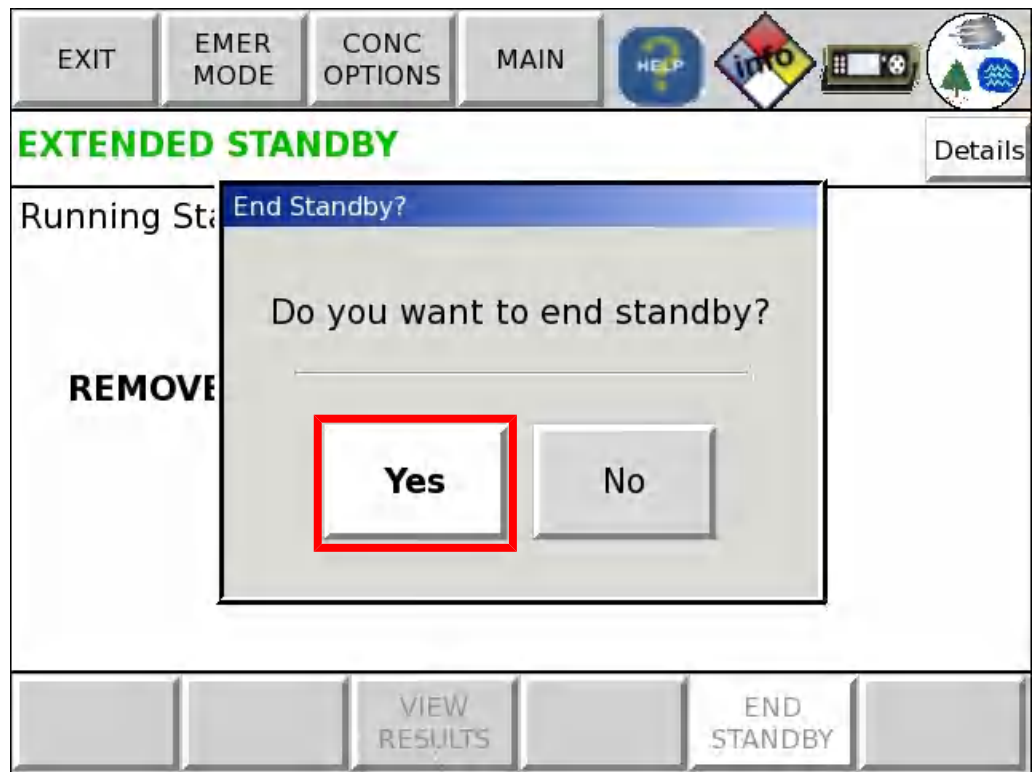 EXIT
EMER
MODE
CONC
OPTIONS
MAIN
HELP
info
EXTENDED STANDBY
Details
Running
End Standby?
Do you want to end standby?
REMOVE
Yes
No
VIEW
RESULTS
END
STANDBY